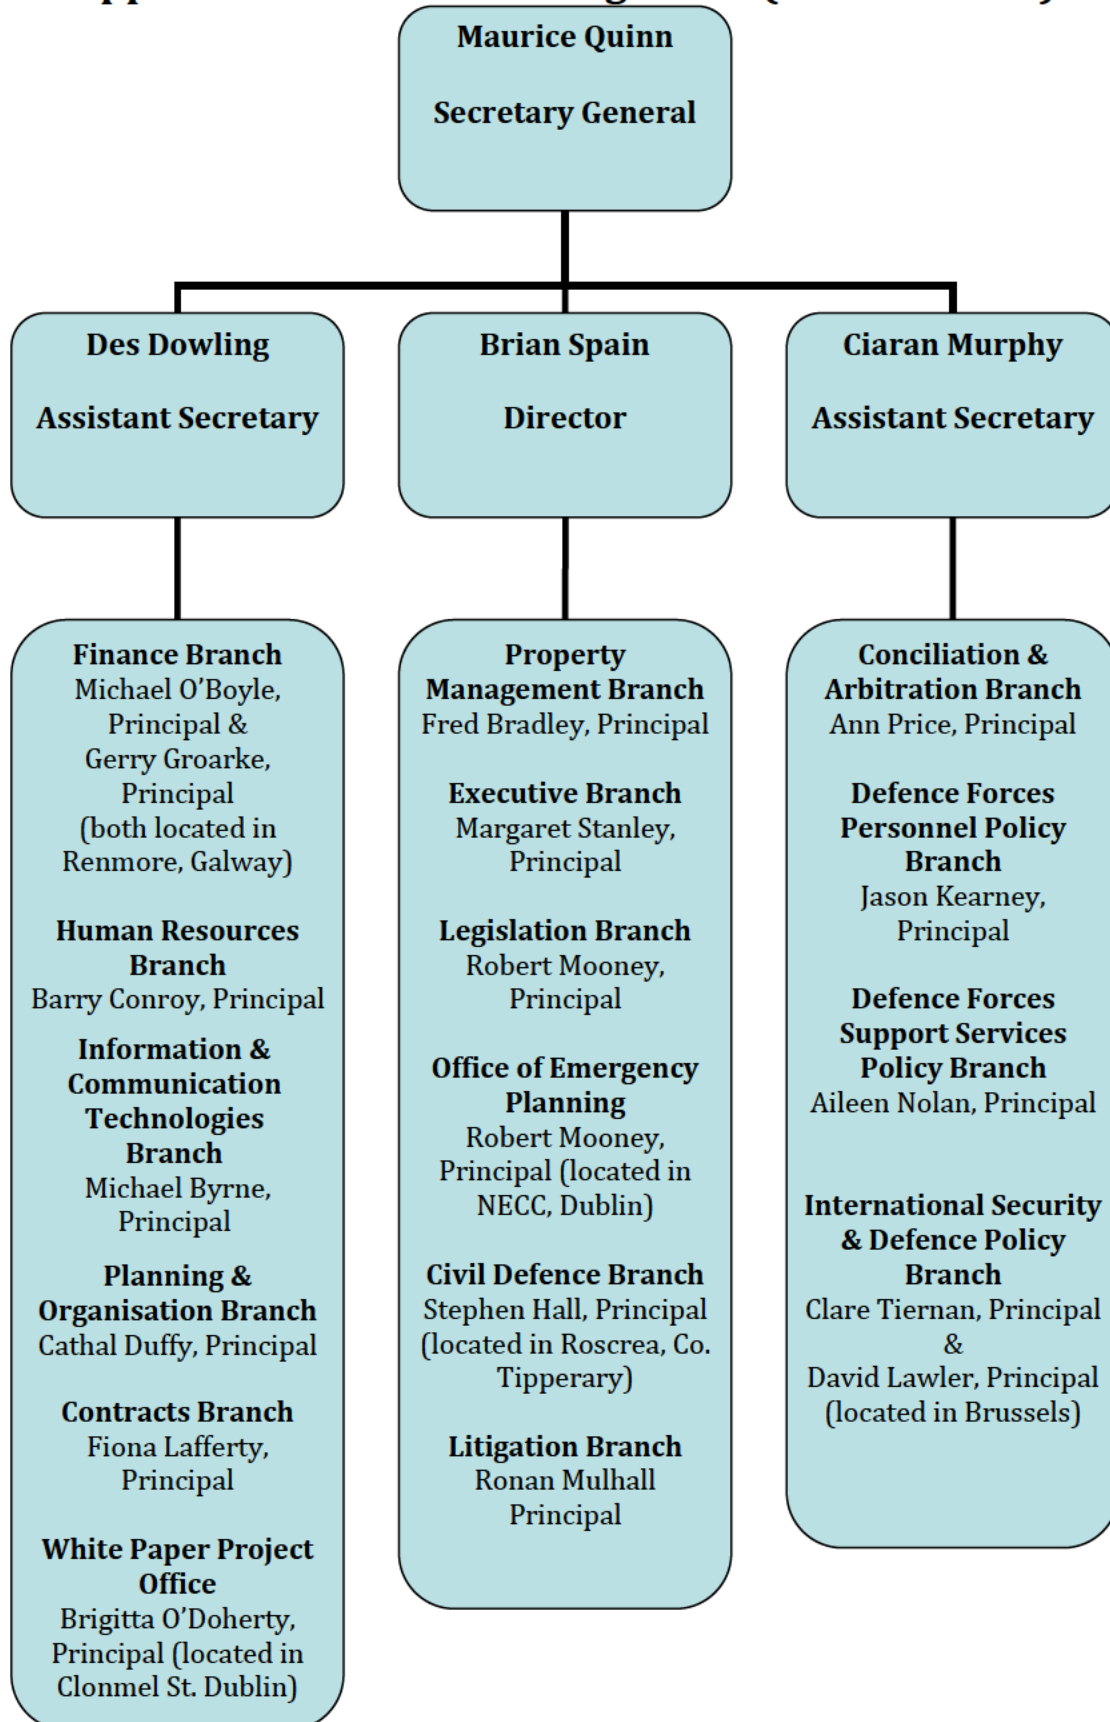 Maurice Quinn
Secretary General
Des Dowling
Assistant Secretary
Brian Spain
Director
Ciaran Murphy
Assistant Secretary
Finance Branch
Michael O’Boyle,
Principal &
Gerry Groarke,
Principal
(both located in
Renmore, Galway)
Human Resources
Branch
Barry Conroy, Principal
Information &
Communication
Technologies
Branch
Michael Byrne,
Principal
Planning &
Organisation Branch
Cathal Duffy, Principal
Contracts Branch
Fiona Lafferty,
Principal
White Paper Project
Office
Brigitta O’Doherty,
Principal (located in
Clonmel St. Dublin)
Property
Management Branch
Fred Bradley, Principal
Executive Branch
Margaret Stanley,
Principal
Legislation Branch
Robert Mooney,
Principal
Office of Emergency
Planning
Robert Mooney,
Principal (located in
NECC, Dublin)
Civil Defence Branch
Stephen Hall, Principal
(located in Roscrea, Co.
Tipperary)
Litigation Branch
Ronan Mulhall
Principal
Conciliation &
Arbitration Branch
Ann Price, Principal
Defence Forces
Personnel Policy
Branch
Jason Kearney,
Principal
Defence Forces
Support Services
Policy Branch
Aileen Nolan, Principal
International Security
& Defence Policy
Branch
Clare Tiernan, Principal
&
David Lawler, Principal
(located in Brussels)